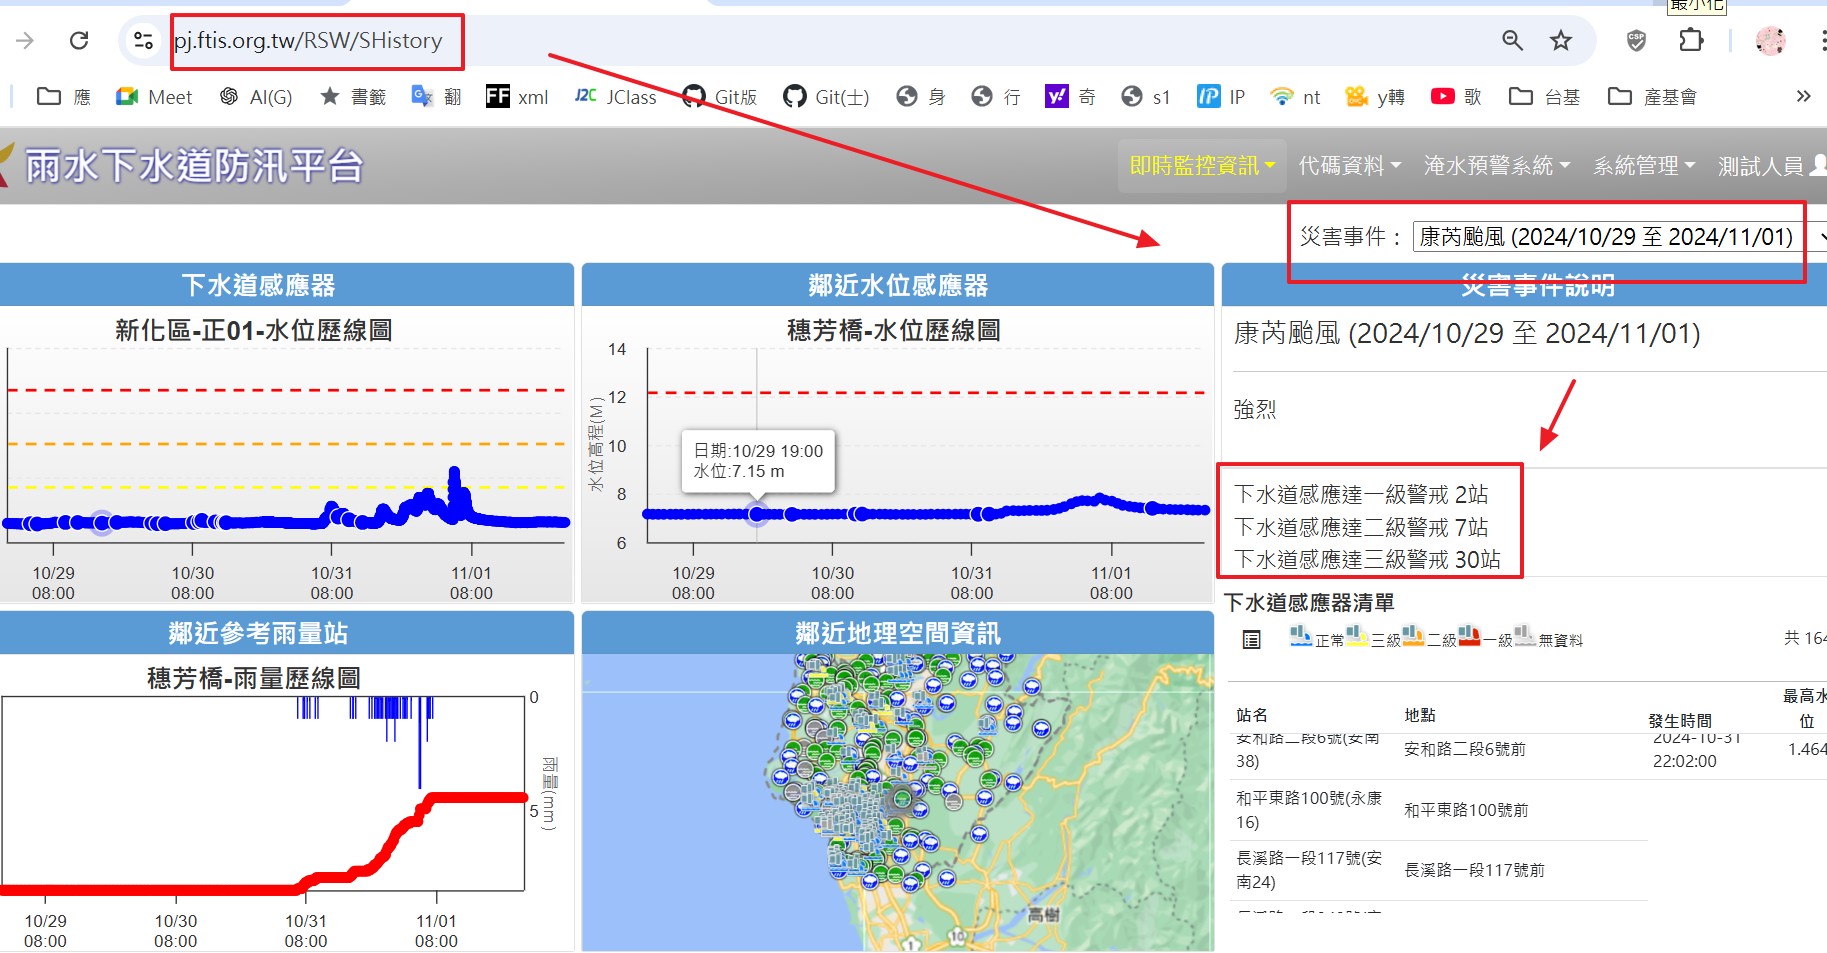 最小化
pj.ftis.org.tw/RSW/SHistory
應 Meet AI(G) 書籤 翻 FF xml J2C JClass Git版 Git(士) 身 行 y! 奇 s1 IP IP nt y轉 歌 台基 產基會 »
雨水下水道防汛平台
即時監控資訊 代碼資料 淹水預警系統 系統管理 測試人員
災害事件： 康芮颱風 (2024/10/29 至 2024/11/01)
下水道感應器
新化區-正01-水位歷線圖
10/29 10/30 10/31 11/01
08:00 08:00 08:00 08:00
鄰近水位感應器
穗芳橋-水位歷線圖
水位高程(M)
14
12
10
8
6
日期:10/29 19:00
水位:7.15 m
10/29 10/30 10/31 11/01
08:00 08:00 08:00 08:00
災害事件說明
康芮颱風 (2024/10/29 至 2024/11/01)
強烈
下水道感應達一級警戒 2站
下水道感應達二級警戒 7站
下水道感應達三級警戒 30站
下水道感應器清單
正常 三級 二級 一級 無資料 共 164
站名 地點 發生時間 最高水
位
安和路二段6號(安南
38) 安和路二段6號前 2024-10-31
22:02:00 1.464
和平東路100號(永康
16) 和平東路100號前
長溪路一段117號(安
南24) 長溪路一段117號前
鄰近參考雨量站
穗芳橋-雨量歷線圖
0
5
雨量(mm)
10/29 10/30 10/31 11/01
08:00 08:00 08:00 08:00
鄰近地理空間資訊
高樹
1 10